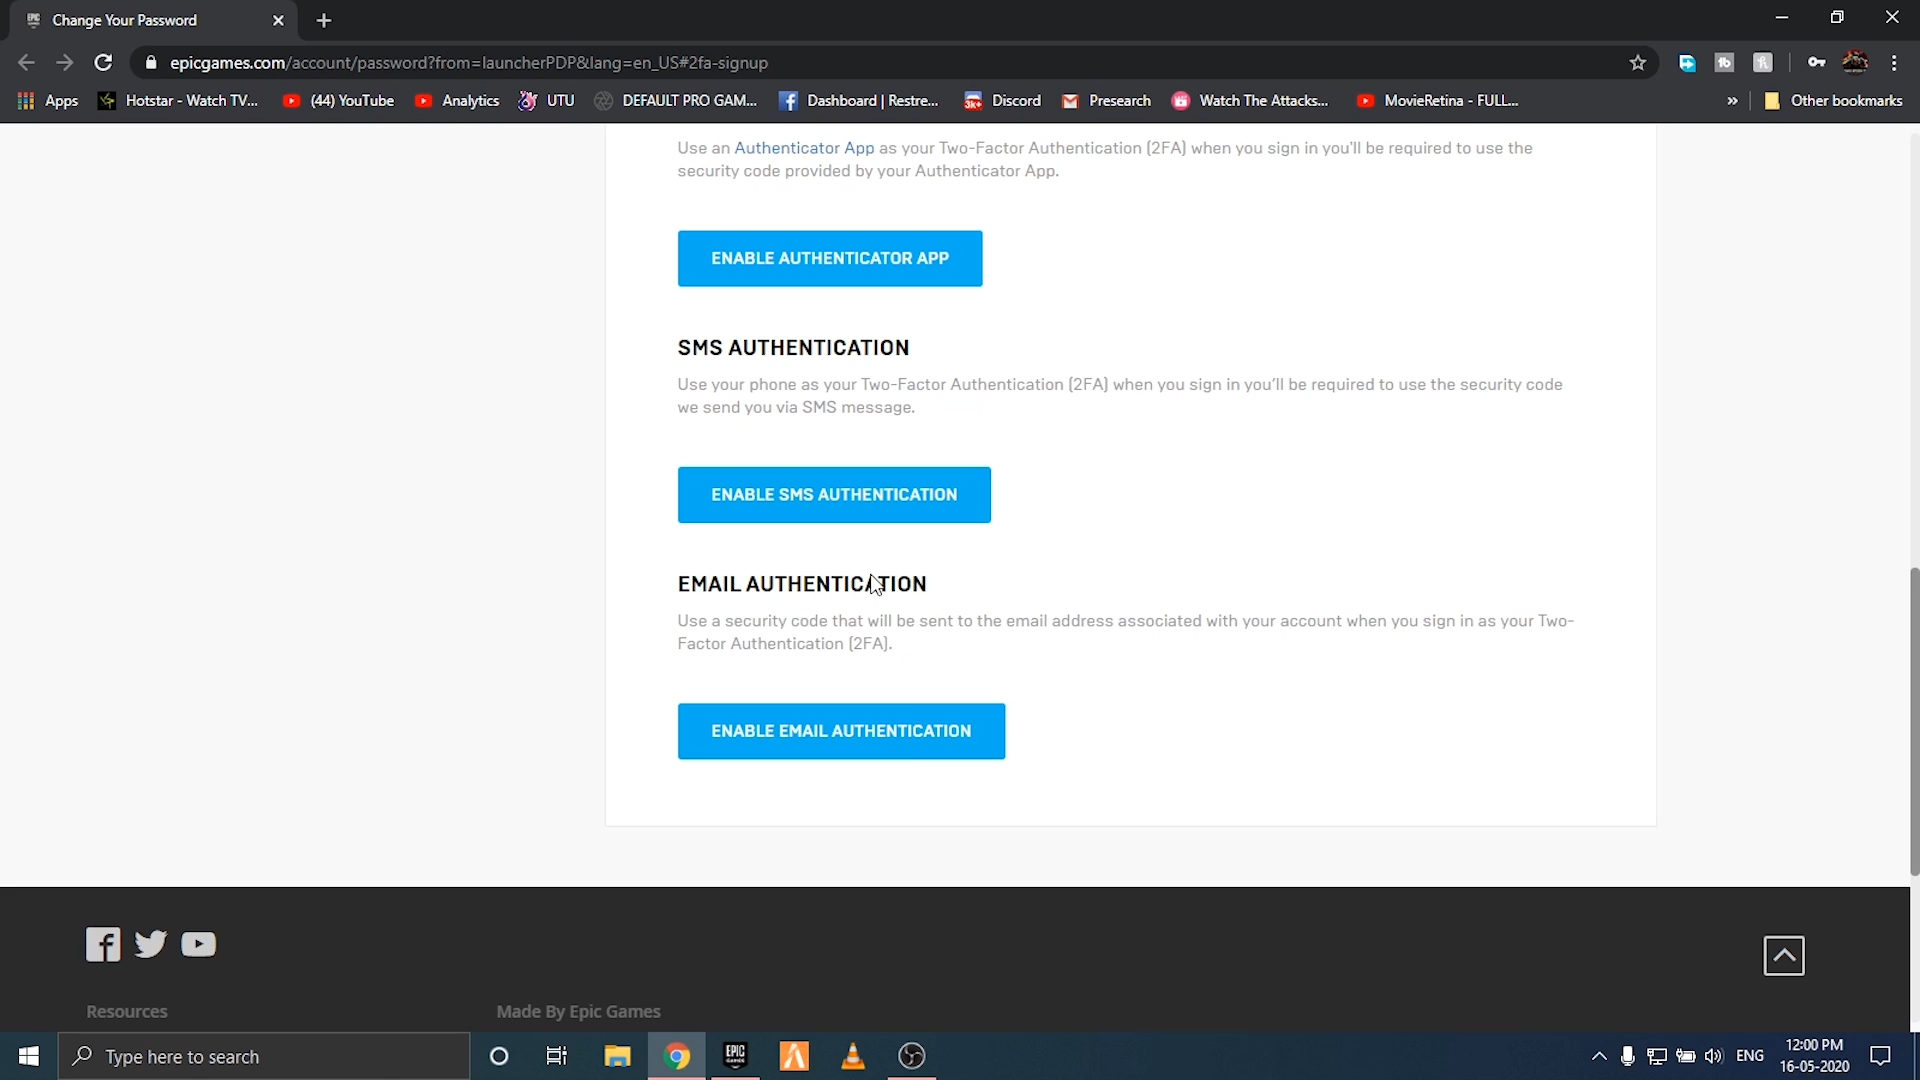 Change Your Password
epicgames.com/account/password?from=launcherPDP&lang=en_US#2fa-signup
Apps Hotstar - Watch TV... (44) YouTube Analytics UTU DEFAULT PRO GAM... Dashboard | Restre... 3k+ Discord Presearch Watch The Attacks... MovieRetina - FULL... » Other bookmarks
Use an Authenticator App as your Two-Factor Authentication (2FA) when you sign in you'll be required to use the
security code provided by your Authenticator App.
ENABLE AUTHENTICATOR APP
SMS AUTHENTICATION
Use your phone as your Two-Factor Authentication (2FA) when you sign in you'll be required to use the security code
we send you via SMS message.
ENABLE SMS AUTHENTICATION
EMAIL AUTHENTICATION
Use a security code that will be sent to the email address associated with your account when you sign in as your Two-
Factor Authentication (2FA).
ENABLE EMAIL AUTHENTICATION
Resources Made By Epic Games
Type here to search
EPIC GAMES
ENG
12:00 PM
16-05-2020